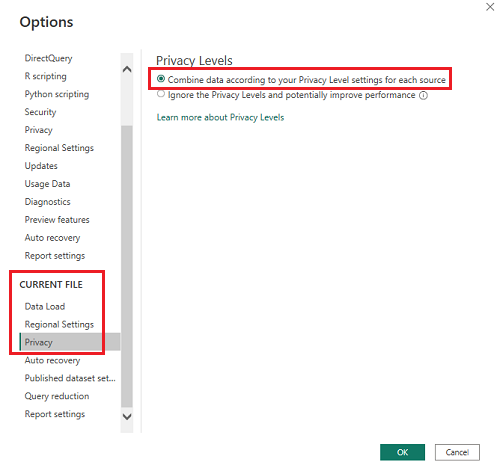 Options
DirectQuery
R scripting
Python scripting
Security
Privacy
Regional Settings
Updates
Usage Data
Diagnostics
Preview features
Auto recovery
Report settings
CURRENT FILE
Data Load
Regional Settings
Privacy
Auto recovery
Published dataset set...
Query reduction
Report settings
Privacy Levels
Combine data according to your Privacy Level settings for each source
Ignore the Privacy Levels and potentially improve performance
Learn more about Privacy Levels
OK
Cancel